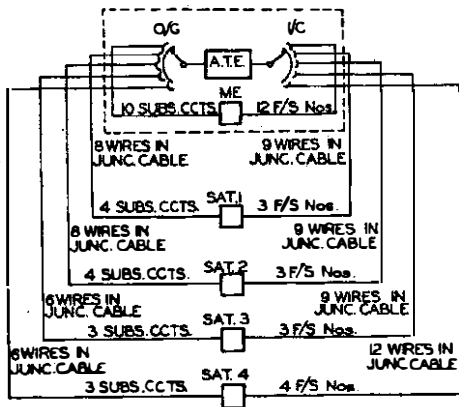 O/G
I/C
A.T.E.
ME
10 SUBS. CCTS.
12 F/S Nos.
8 WIRES IN
JUNC. CABLE
9 WIRES IN
JUNC. CABLE
SAT. 1
4 SUBS. CCTS.
3 F/S Nos.
8 WIRES IN
JUNC. CABLE
9 WIRES IN
JUNC. CABLE
SAT. 2
4 SUBS. CCTS.
3 F/S Nos.
6 WIRES IN
JUNC. CABLE
9 WIRES IN
JUNC. CABLE
SAT. 3
3 SUBS. CCTS.
3 F/S Nos.
6 WIRES IN
JUNC. CABLE
12 WIRES IN
JUNC. CABLE
SAT. 4
3 SUBS. CCTS.
4 F/S Nos.